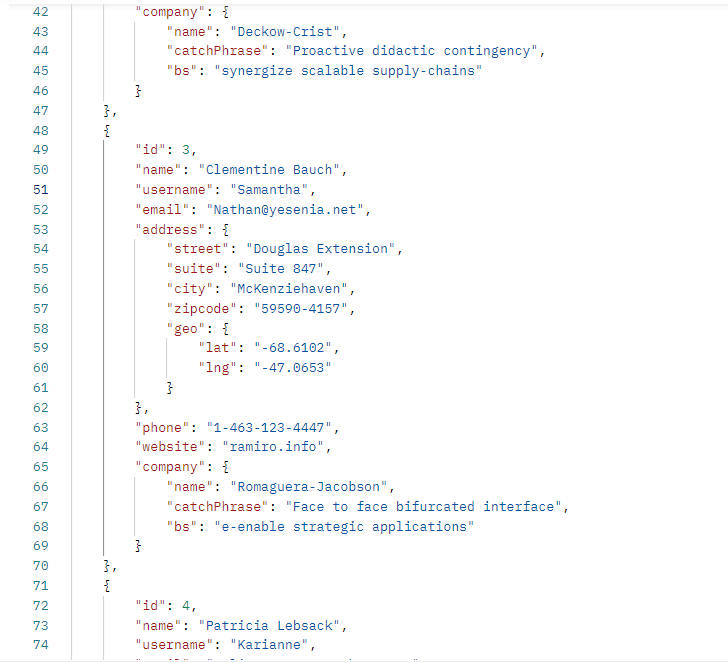 42 "company": {
43 "name": "Deckow-Crist",
44 "catchPhrase": "Proactive didactic contingency",
45 "bs": "synergize scalable supply-chains"
46 }
47 },
48 {
49 "id": 3,
50 "name": "Clementine Bauch",
51 "username": "Samantha",
52 "email": "Nathan@yesenia.net",
53 "address": {
54 "street": "Douglas Extension",
55 "suite": "Suite 847",
56 "city": "McKenziehaven",
57 "zipcode": "59590-4157",
58 "geo": {
59 "lat": "-68.6102",
60 "lng": "-47.0653"
61 }
62 },
63 "phone": "1-463-123-4447",
64 "website": "ramiro.info",
65 "company": {
66 "name": "Romaguera-Jacobson",
67 "catchPhrase": "Face to face bifurcated interface",
68 "bs": "e-enable strategic applications"
69 }
70 },
71 {
72 "id": 4,
73 "name": "Patricia Lebsack",
74 "username": "Karianne",